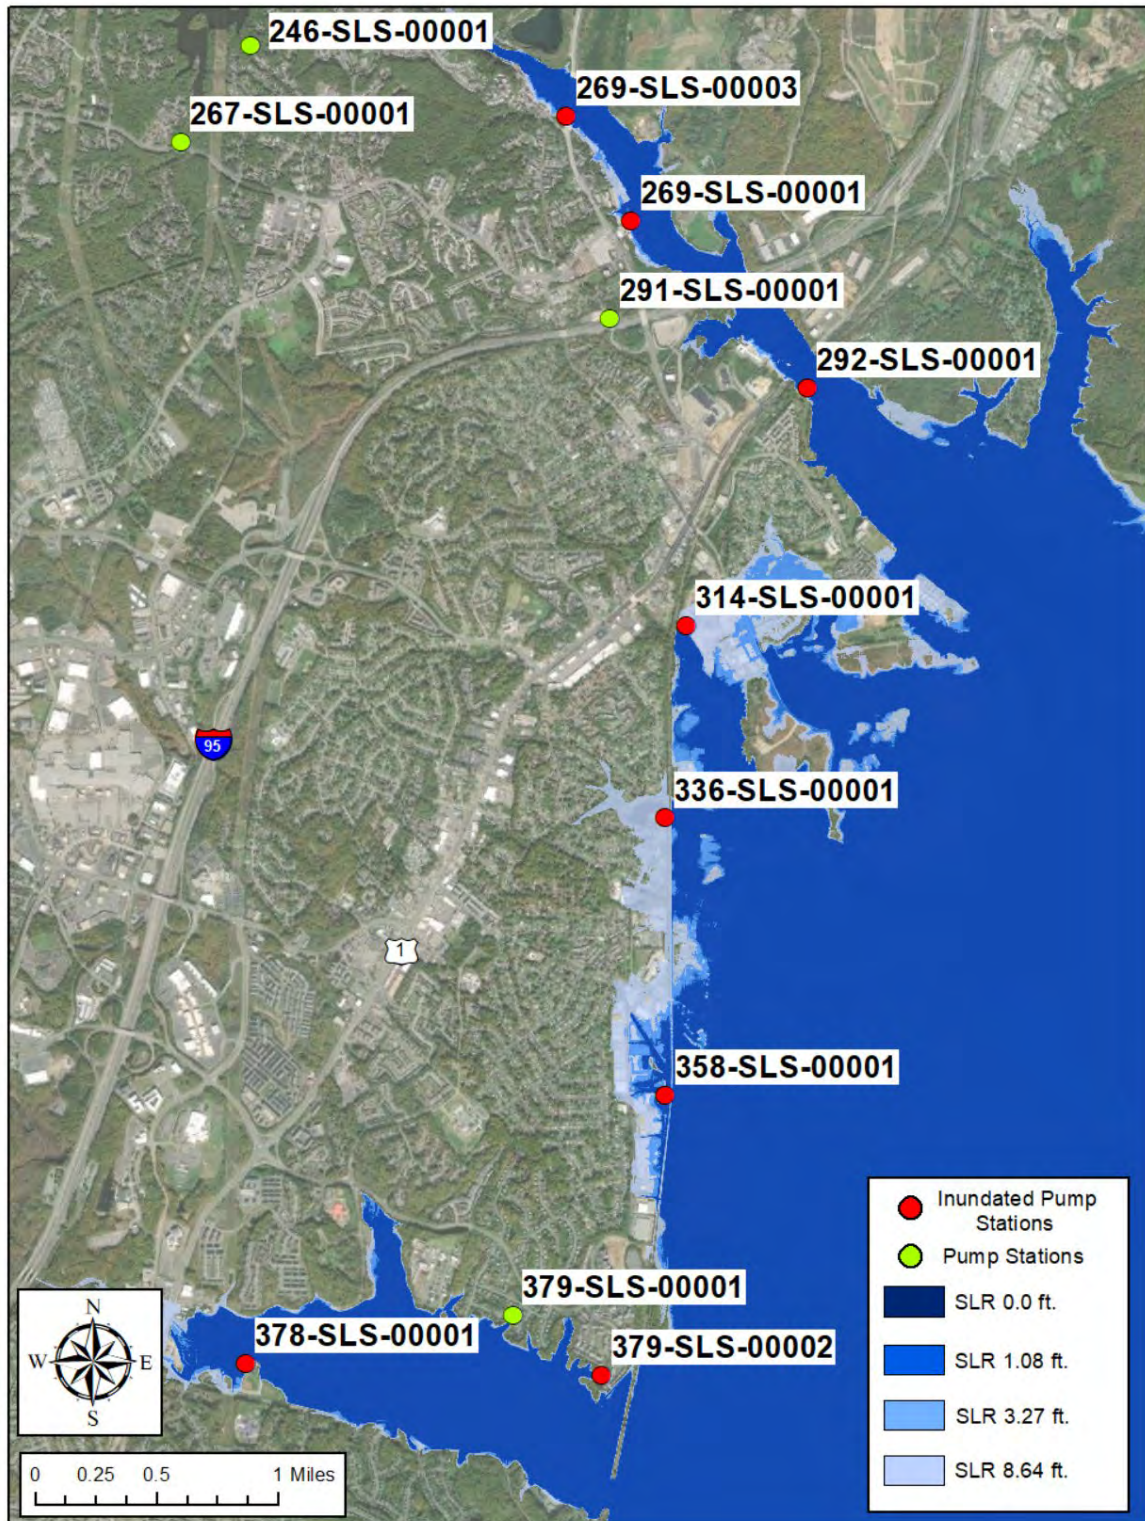 246-SLS-00001
269-SLS-00003
267-SLS-00001
269-SLS-00001
291-SLS-00001
292-SLS-00001
314-SLS-00001
95
336-SLS-00001
1
358-SLS-00001
379-SLS-00001
378-SLS-00001
379-SLS-00002
N
W E
S
0 0.25 0.5 1 Miles
Inundated Pump
Stations
Pump Stations
SLR 0.0 ft.
SLR 1.08 ft.
SLR 3.27 ft.
SLR 8.64 ft.